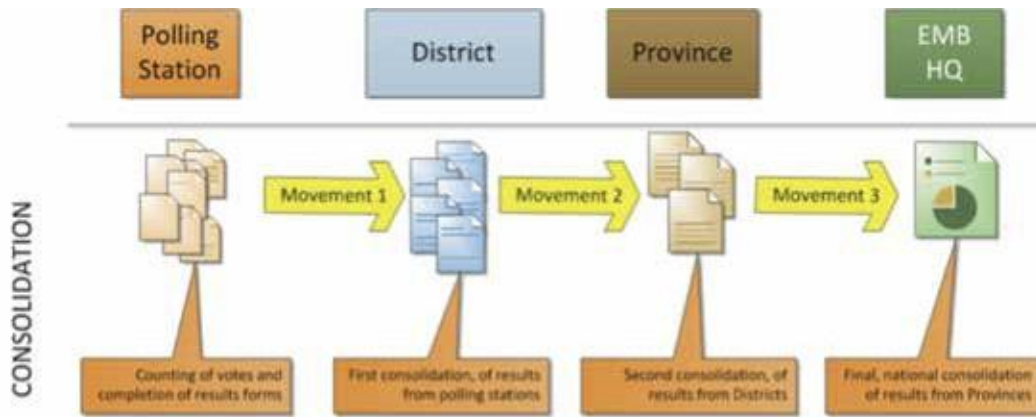 Polling
Station
District
Province
EMB
HQ
CONSOLIDATION
Movement 1
Movement 2
Movement 3
Counting of votes and
completion of results forms
First consolidation, of results
from polling stations
Second consolidation, of
results from Districts
Final, national consolidation
of results from Provinces